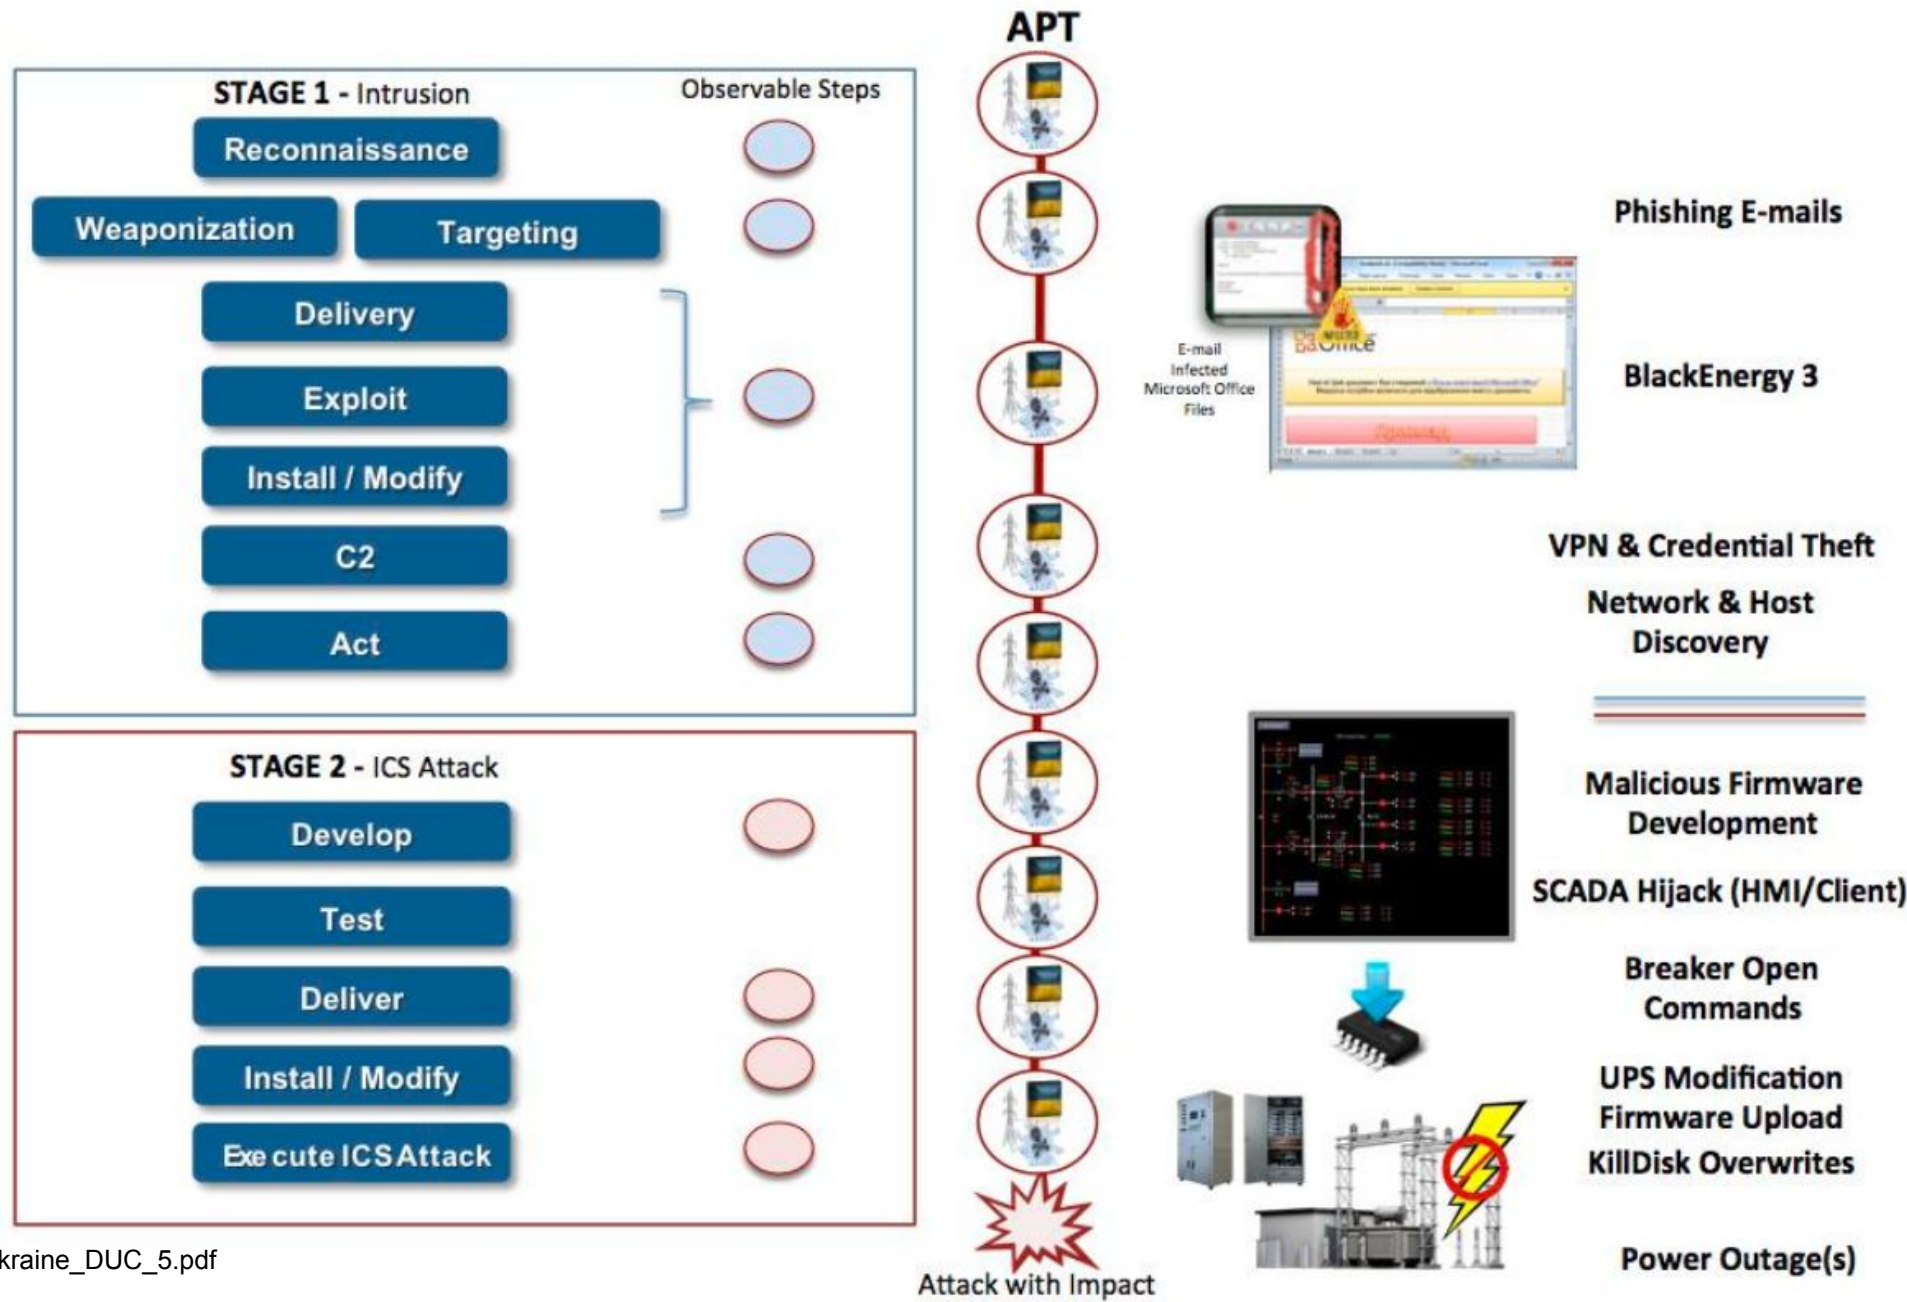 APT
STAGE 1 - Intrusion
Observable Steps
Reconnaissance
Weaponization
Targeting
Delivery
Exploit
Install / Modify
C2
Act
STAGE 2 - ICS Attack
Develop
Test
Deliver
Install / Modify
Execute ICS Attack
kraine_DUC_5.pdf
Attack with Impact
Phishing E-mails
E-mail
Infected
Microsoft Office
Files
INFECTED
Office
BlackEnergy 3
VPN & Credential Theft
Network & Host
Discovery
Malicious Firmware
Development
SCADA Hijack (HMI/Client)
Breaker Open
Commands
UPS Modification
Firmware Upload
KillDisk Overwrites
Power Outage(s)